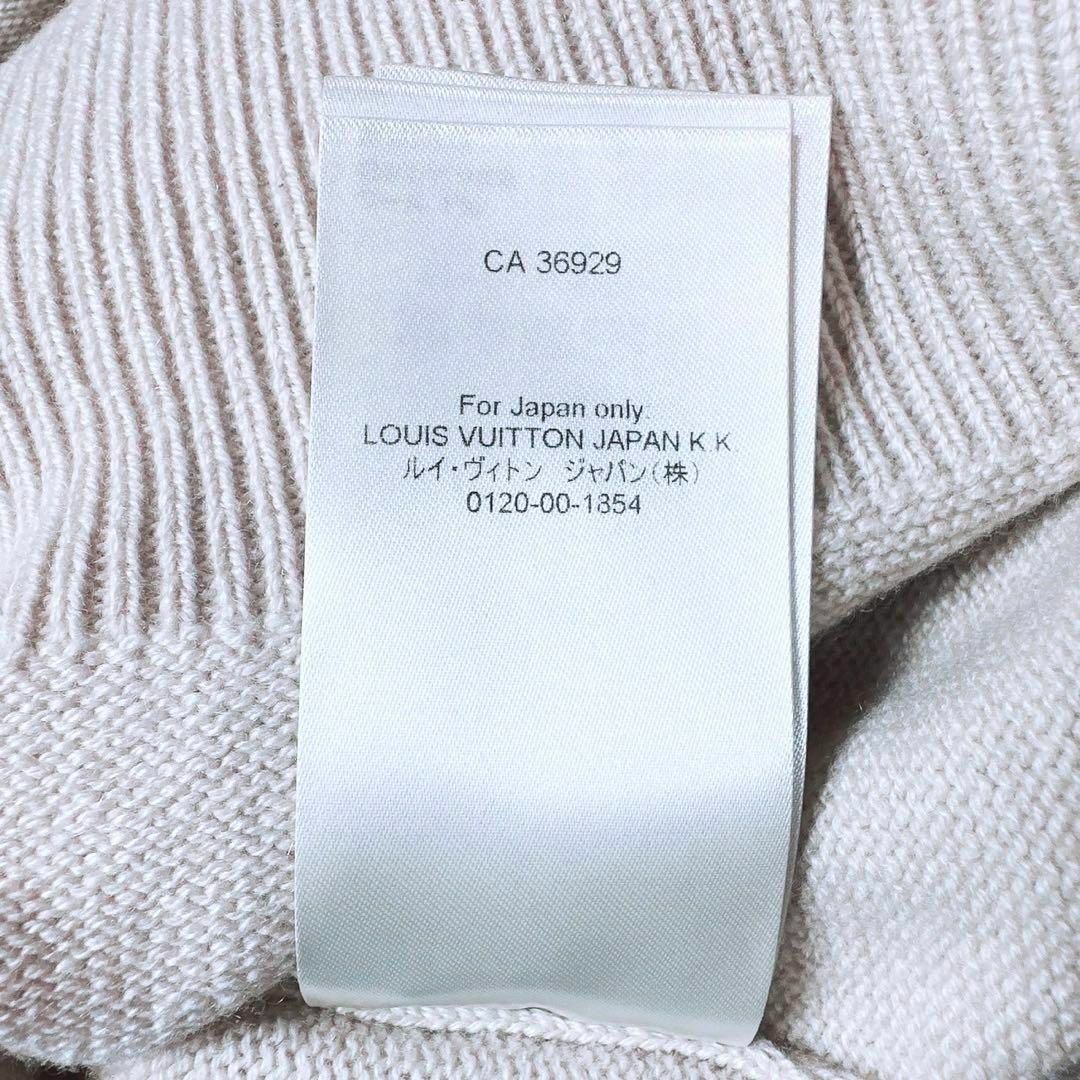 CA 36929
For Japan only:
LOUIS VUITTON JAPAN K K
ルイ・ヴィトン　ジャパン(株)
0120-00-1854